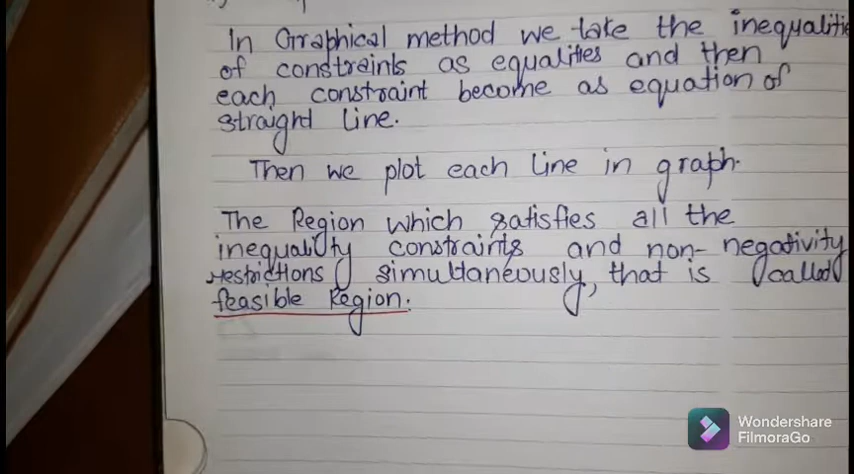 In Graphical method we take the inequalitie
of constraints as equalities and then
each constraint become as equation of
straight line.
Then we plot each line in graph.
The Region which satisfies all the
inequality constraints and non-negativity
restrictions simultaneously, that is called
feasible Region.
Wondershare
FilmoraGo